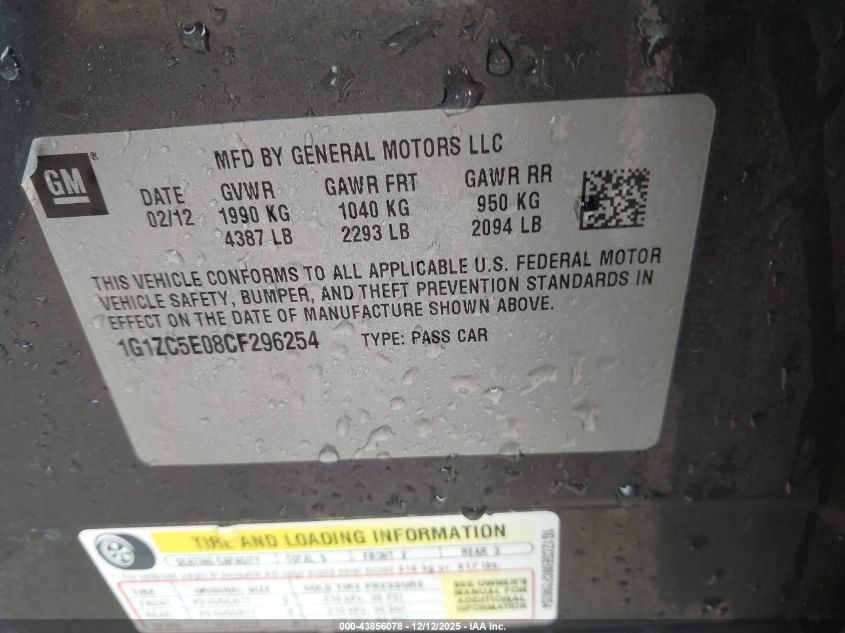 GM®
MFD BY GENERAL MOTORS LLC
DATE GVWR GAWR FRT GAWR RR
02/12 1990 KG 1040 KG 950 KG
4387 LB 2293 LB 2094 LB
THIS VEHICLE CONFORMS TO ALL APPLICABLE U.S. FEDERAL MOTOR
VEHICLE SAFETY, BUMPER, AND THEFT PREVENTION STANDARDS IN
EFFECT ON THE DATE OF MANUFACTURE SHOWN ABOVE.
1G1ZC5E08CF296254 TYPE: PASS CAR
TIRE AND LOADING INFORMATION
SEATING CAPACITY TOTAL 5 FRONT 2 REAR 3
TIRE ORIGINAL SIZE COLD TIRE PRESSURE
FRONT
REAR
SEE OWNER'S
MANUAL FOR
ADDITIONAL
INFORMATION
1G1ZC5E08CF296254
000-43856078 — 12/12/2025 — IAA Inc.